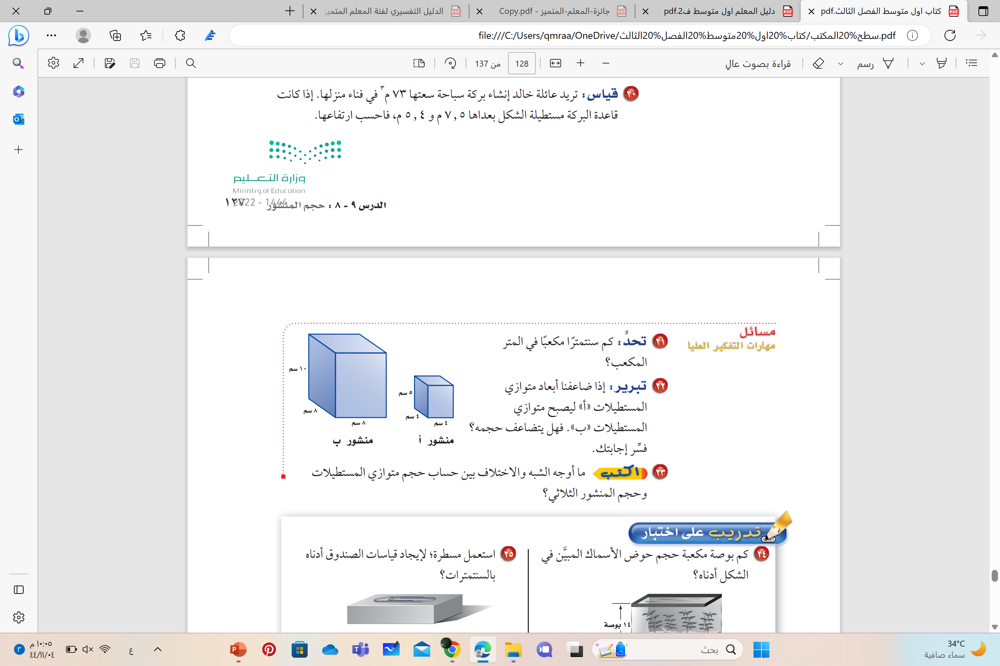 كتاب اول متوسط الفصل الثالث.pdf
دليل المعلم اول متوسط ف2.pdf
جائزة-المعلم-المتميز - Copy.pdf
الدليل التفسيري لفئة المعلم المتميز
file:///C:/Users/qmraa/OneDrive/سطح%20المكتب/كتاب%20اول%20متوسط%20الفصل%20الثالث.pdf
قراءة بصوت عالٍ
رسم
128
من 137
٢٠ قياس: تريد عائلة خالد إنشاء بركة سباحة سعتها ٧٣ م٣ في فناء منزلها. إذا كانت
قاعدة البركة مستطيلة الشكل بعداها ٧,٥ م و ٥,٤ م، فاحسب ارتفاعها.
وزارة التعليم
Ministry of Education
2022 - 1444
الدرس ٩ - ٨ : حجم المنشور ١٢٧
مسائل
مهارات التفكير العليا
٢١ تحدٍّ: كم سنتمترًا مكعبًا في المتر
المكعب؟
٢٢ تبرير: إذا ضاعفنا أبعاد متوازي
المستطيلات «أ» ليصبح متوازي
المستطيلات «ب». فهل يتضاعف حجمه؟
فسِّر إجابتك.
٥ سم
٤ سم
٤ سم
منشور أ
١٠ سم
٨ سم
٨ سم
منشور ب
٢٣ اكتب ما أوجه الشبه والاختلاف بين حساب حجم متوازي المستطيلات
وحجم المنشور الثلاثي؟
تدريب على اختبار
٢٤ كم بوصة مكعبة حجم حوض الأسماك المبيَّن في
الشكل أدناه؟
١٤ بوصة
٢٥ استعمل مسطرة؛ لإيجاد قياسات الصندوق أدناه
بالسنتمترات؟
34°C
سماء صافية
بحث
ع
١٠:٠٥ م
٤٤/١١/٠٤
٣